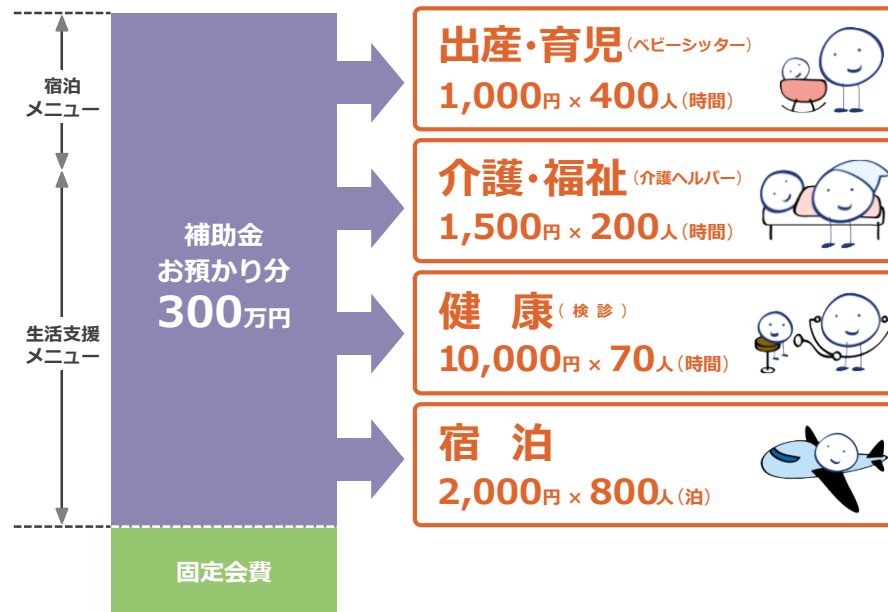 宿泊
メニュー
生活支援
メニュー
補助金
お預かり分
300万円
固定会費
出産・育児(ベビーシッター)
1,000円 × 400人(時間)
介護・福祉(介護ヘルパー)
1,500円 × 200人(時間)
健 康(検診)
10,000円 × 70人(時間)
宿 泊
2,000円 × 800人(泊)